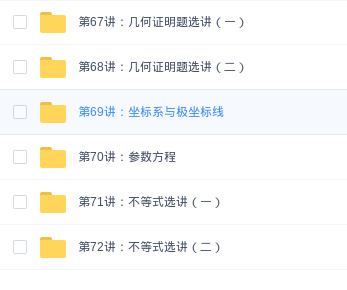 第67讲：几何证明题选讲（一）
第68讲：几何证明题选讲（二）
第69讲：坐标系与极坐标线
第70讲：参数方程
第71讲：不等式选讲（一）
第72讲：不等式选讲（二）